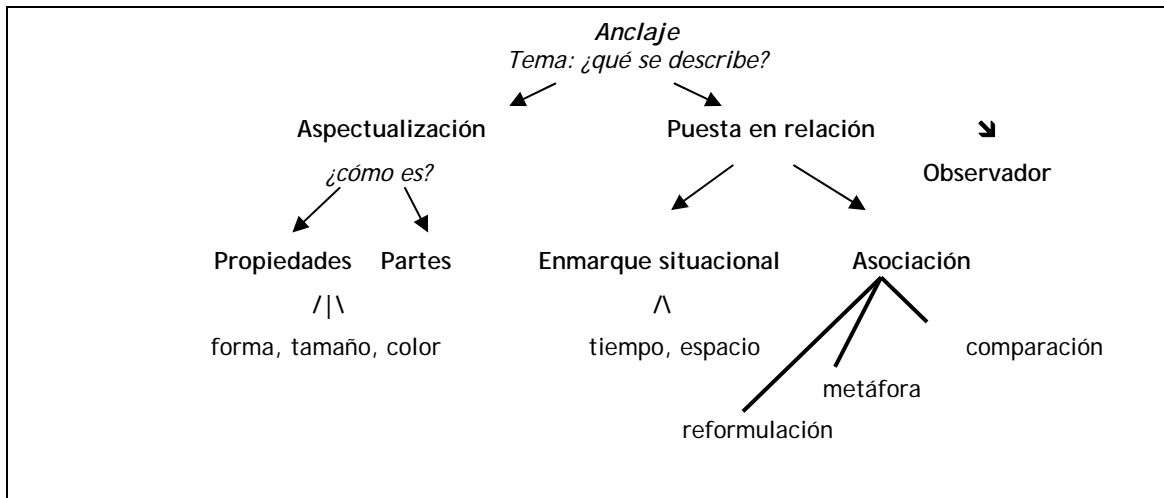 Anclaje
Tema: ¿qué se describe?
Aspectualización Puesta en relación
¿cómo es? Observador
Propiedades Partes Enmarque situacional Asociación
/|\ /\
forma, tamaño, color tiempo, espacio comparación
metáfora
reformulación